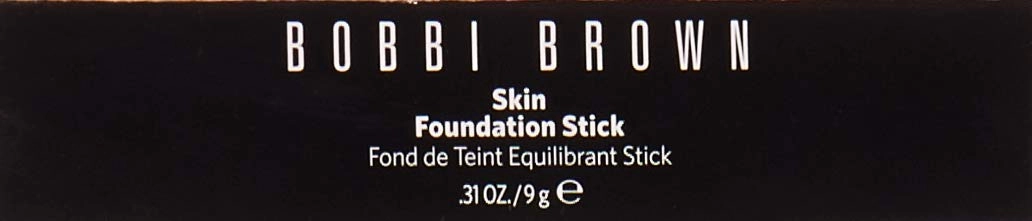 BOBBI BROWN
Skin
Foundation Stick
Fond de Teint Equilibrant Stick
.31 OZ./9 g ℮